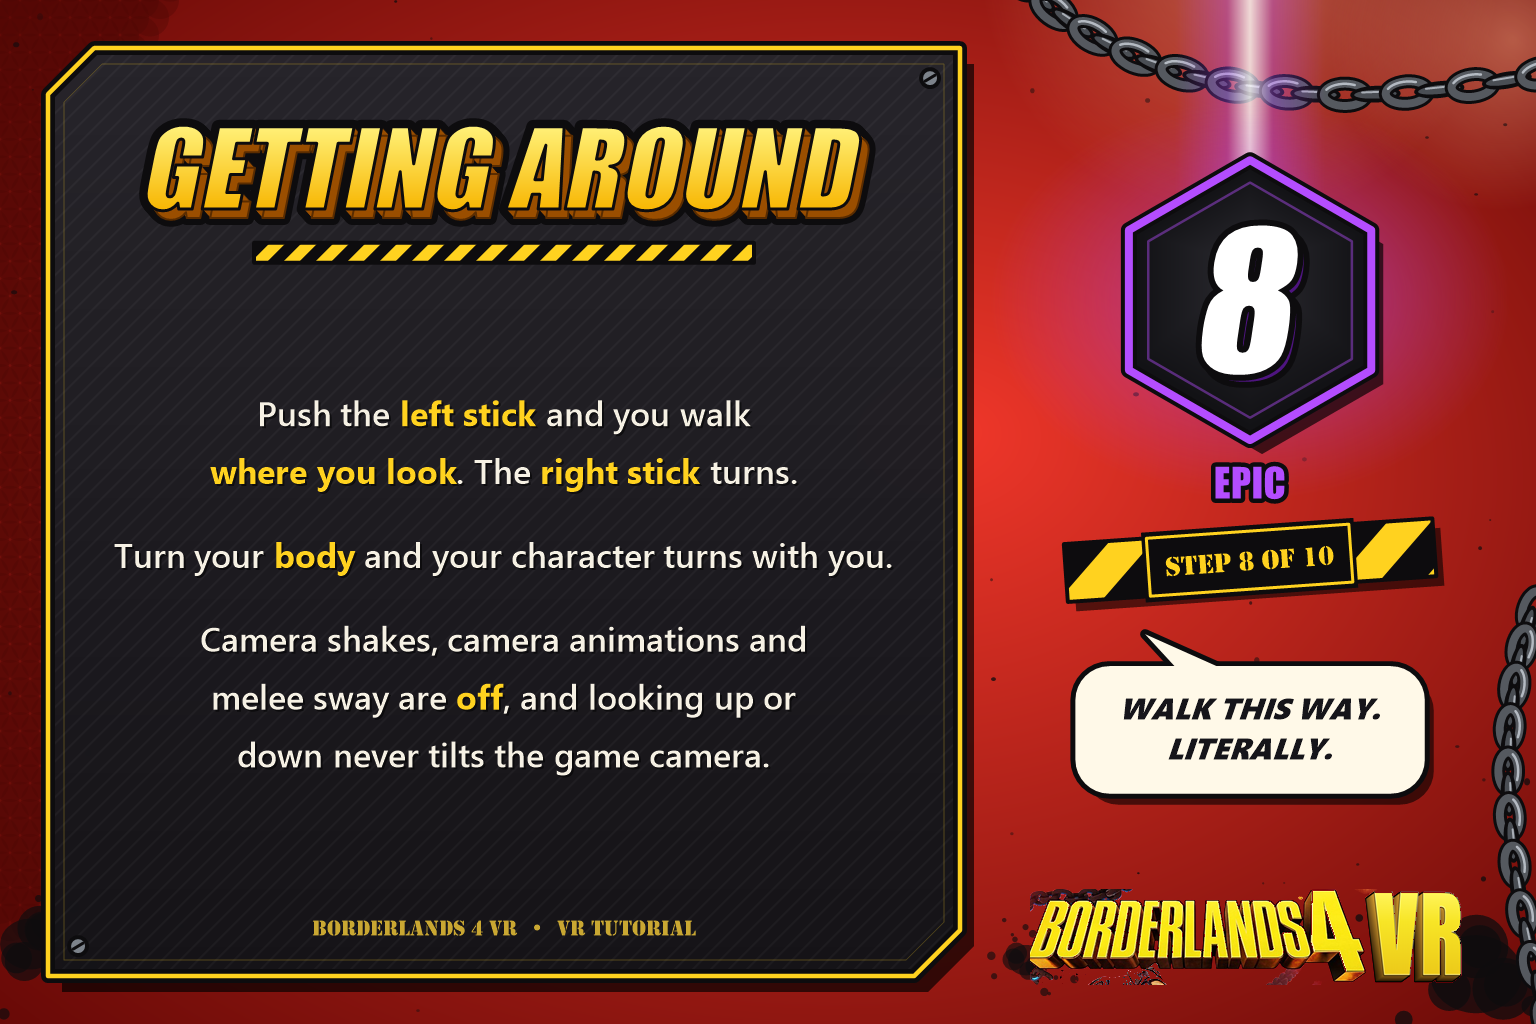 GETTING AROUND
Push the left stick and you walk
where you look. The right stick turns.
Turn your body and your character turns with you.
Camera shakes, camera animations and
melee sway are off, and looking up or
down never tilts the game camera.
BORDERLANDS 4 VR • VR TUTORIAL
8
EPIC
STEP 8 OF 10
WALK THIS WAY.
LITERALLY.
BORDERLANDS 4 VR